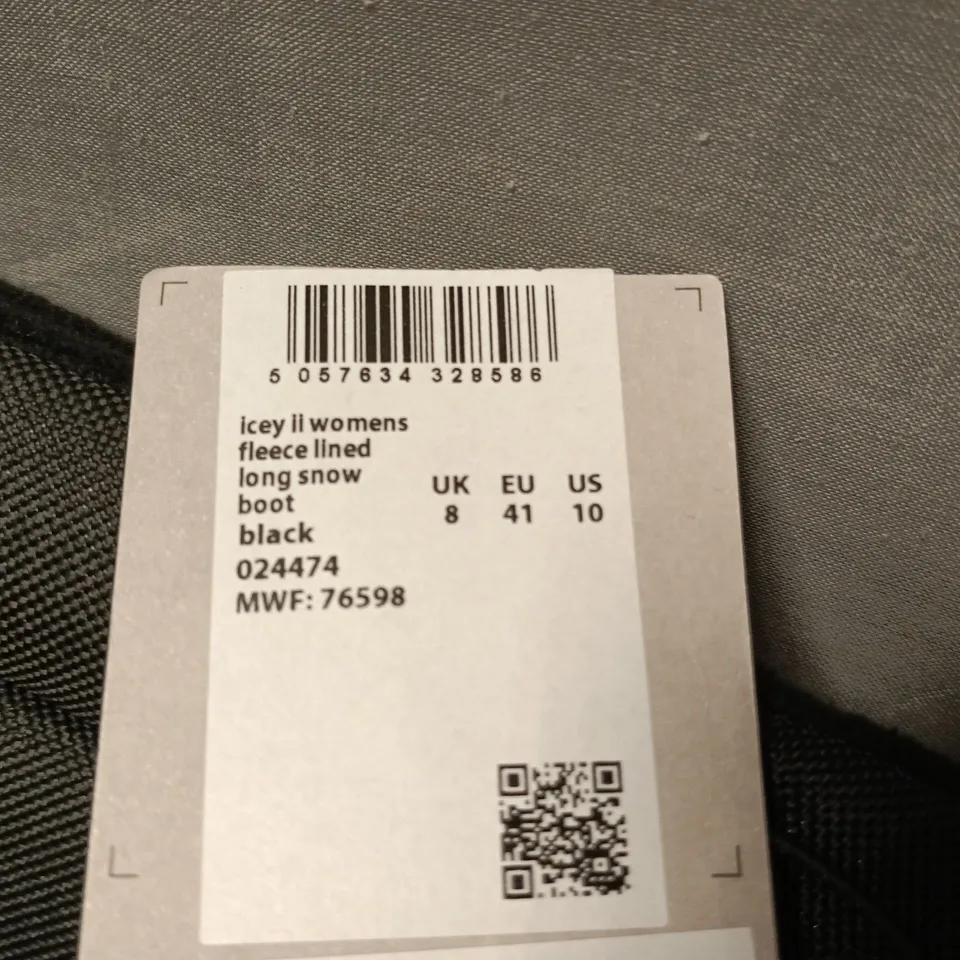 5 057634 328586
icey ii womens
fleece lined
long snow
boot
black
024474
MWF: 76598
UK EU US
8 41 10